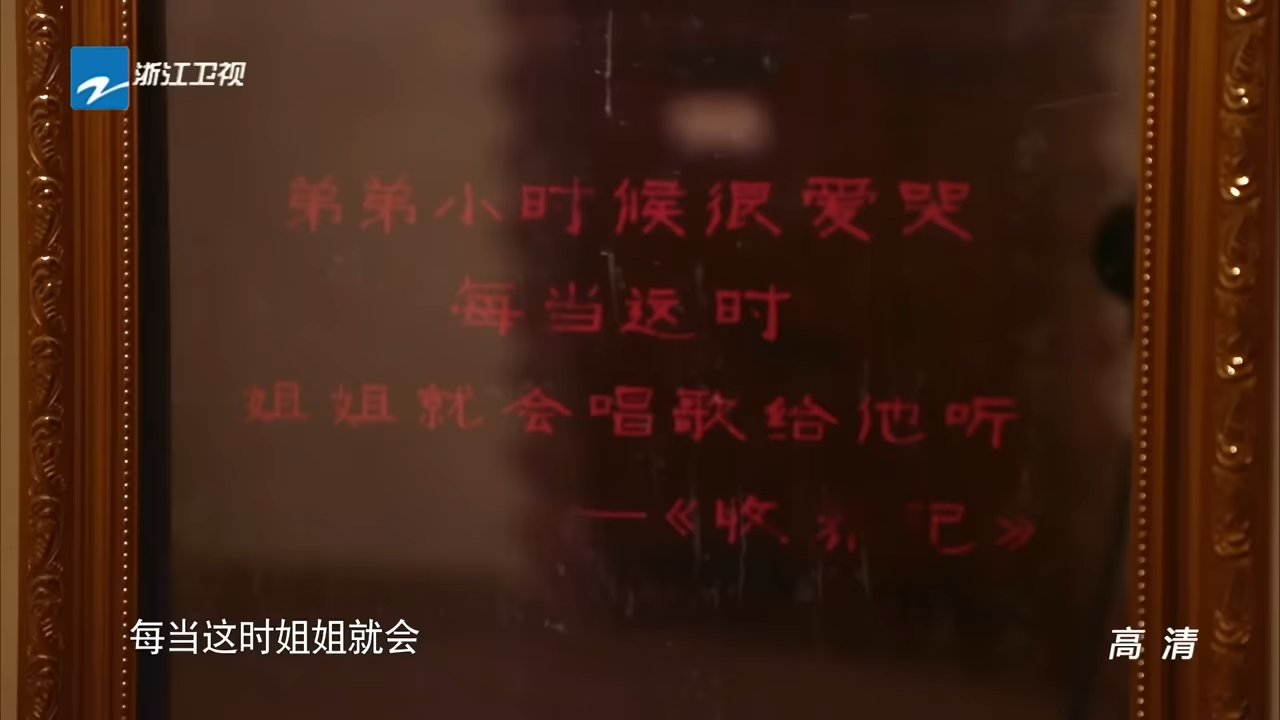 浙江卫视
弟弟小时候很爱哭
每当这时
姐姐就会唱歌给他听
—《收 记》
每当这时姐姐就会
高清